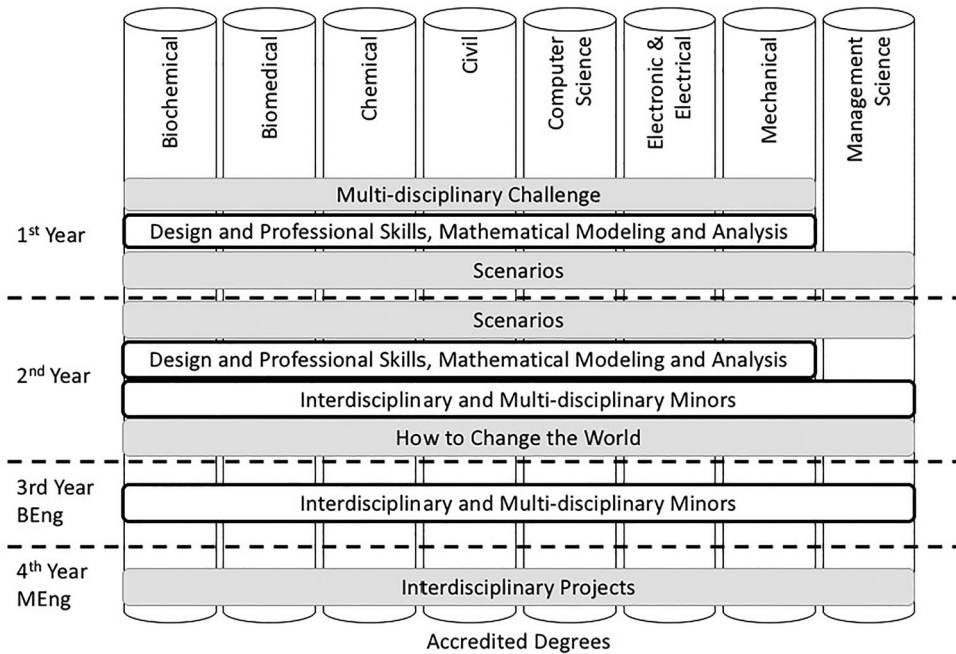 Biochemical
Biomedical
Chemical
Civil
Computer
Science
Electronic &
Electrical
Mechanical
Management
Science
Multi-disciplinary Challenge
1st Year
Design and Professional Skills, Mathematical Modeling and Analysis
Scenarios
Scenarios
2nd Year
Design and Professional Skills, Mathematical Modeling and Analysis
Interdisciplinary and Multi-disciplinary Minors
How to Change the World
3rd Year
BEng
Interdisciplinary and Multi-disciplinary Minors
4th Year
MEng
Interdisciplinary Projects
Accredited Degrees